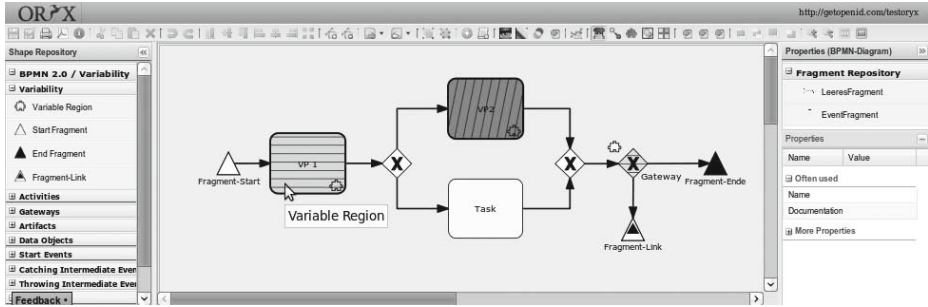 ORYX
http://getopenid.com/testoryx
Shape Repository
BPMN 2.0 / Variability
Variability
Variable Region
Start Fragment
End Fragment
Fragment-Link
Activities
Gateways
Artifacts
Data Objects
Start Events
Catching Intermediate Even
Throwing Intermediate Even
Feedback
VP 1
VP2
Task
Fragment-Start
Variable Region
Gateway
Fragment-Ende
Fragment-Link
Properties (BPMN-Diagram)
Fragment Repository
LeeresFragment
EventFragment
Properties
Name Value
Often used
Name
Documentation
More Properties